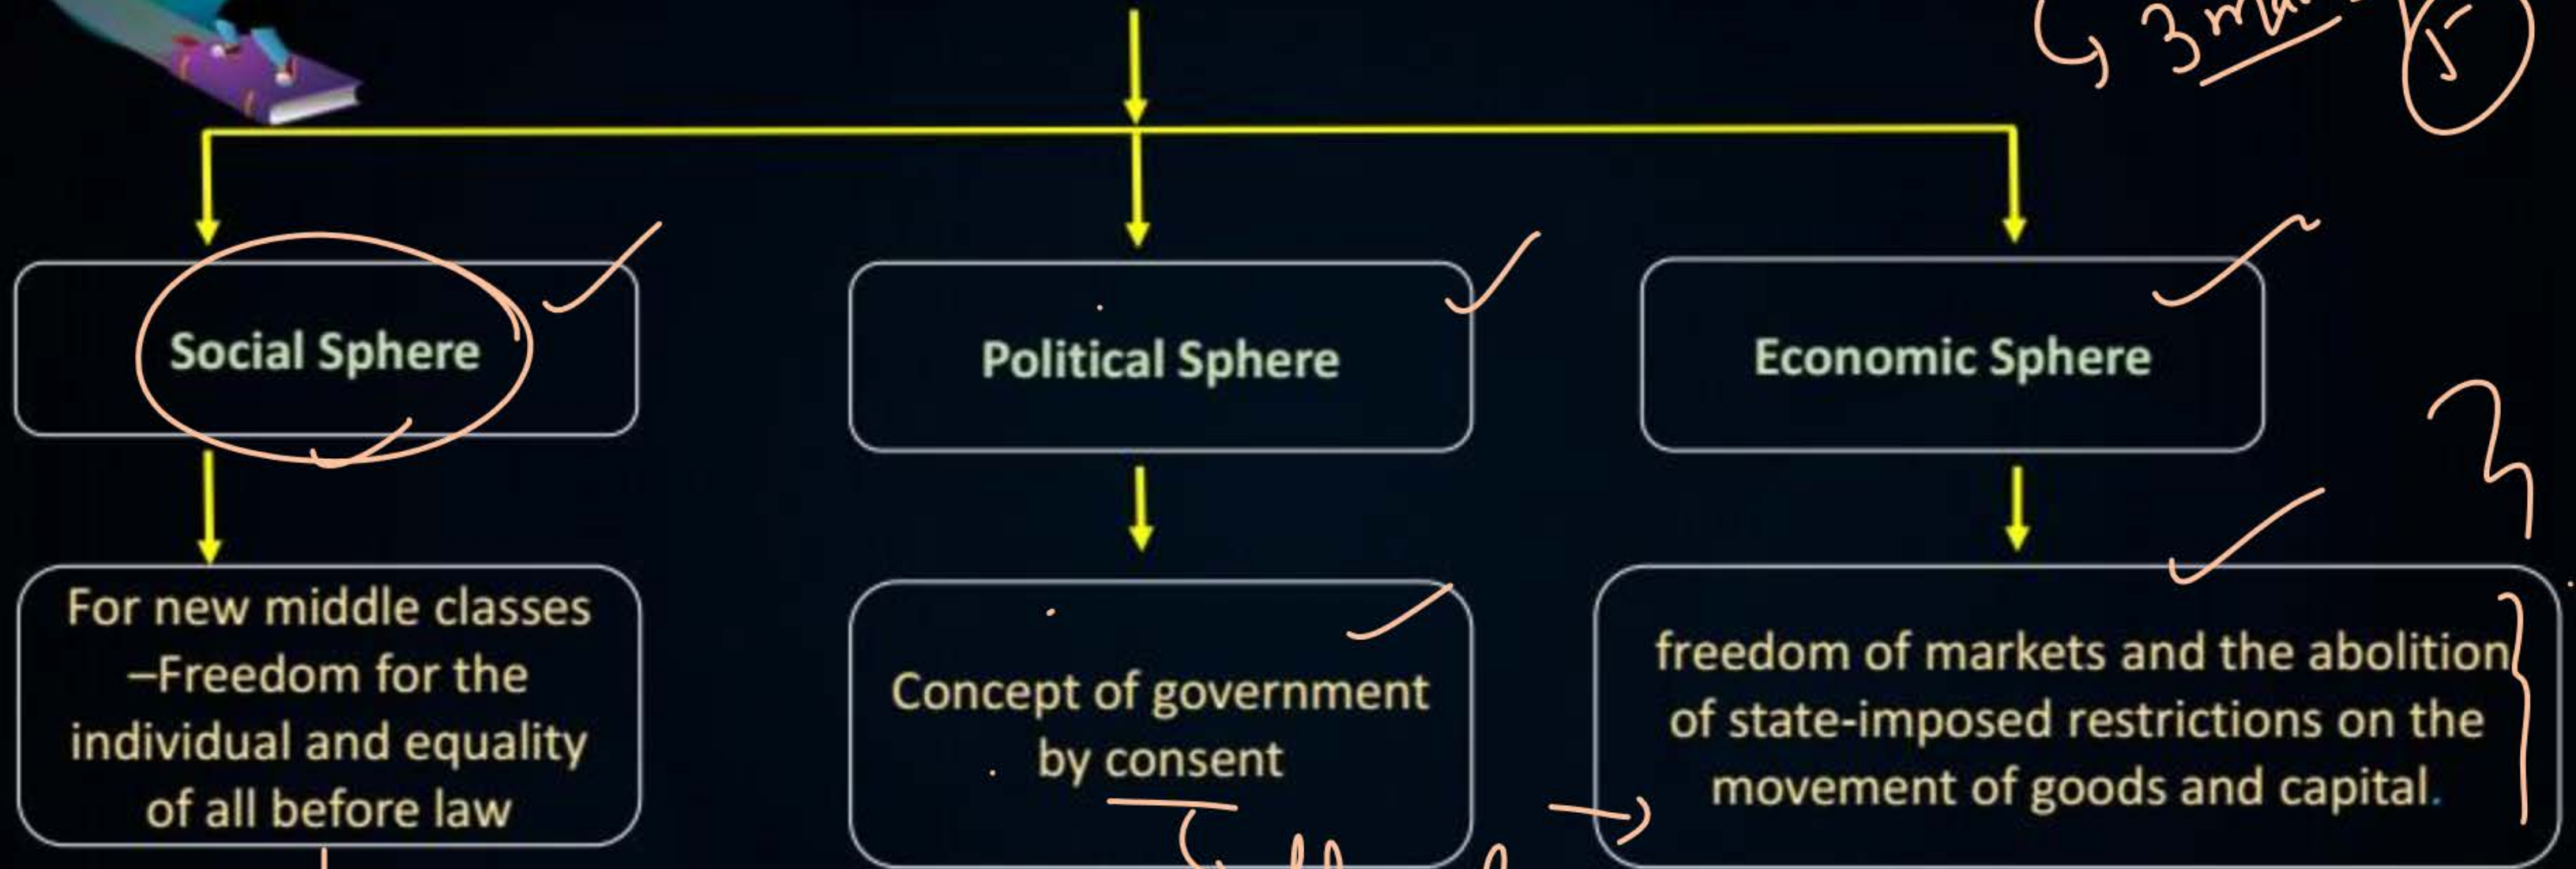 Social Sphere
Political Sphere
Economic Sphere
For new middle classes
–Freedom for the
individual and equality
of all before law
Concept of government
by consent
freedom of markets and the abolition
of state-imposed restrictions on the
movement of goods and capital.